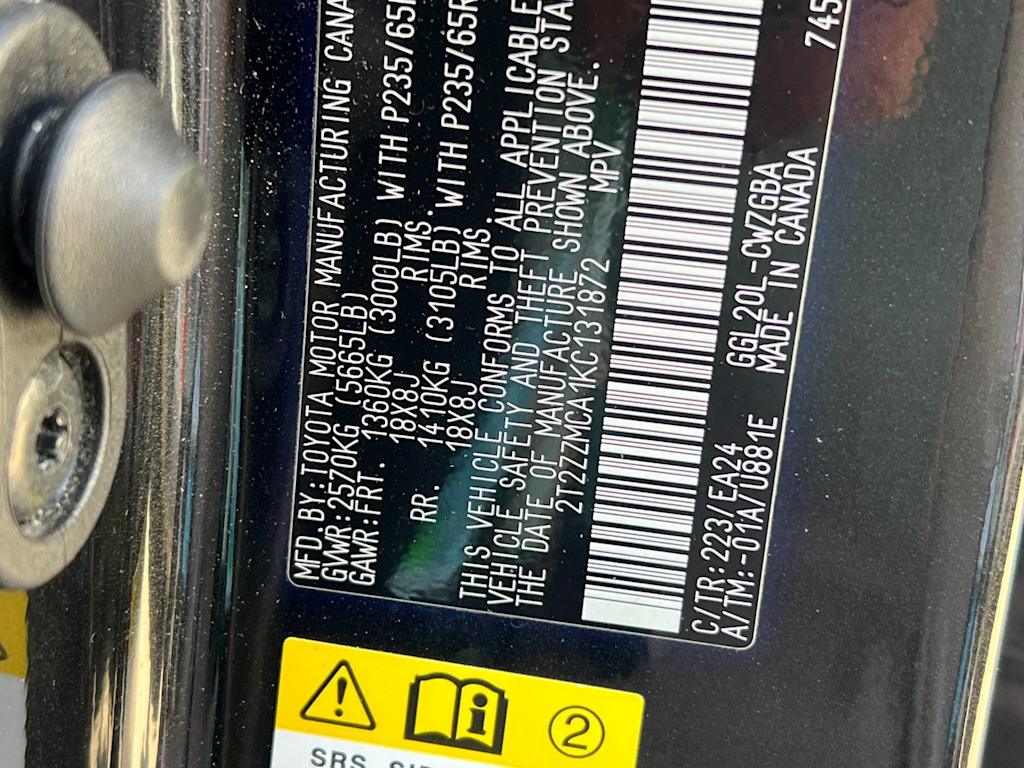 MFD.BY:TOYOTA MOTOR MANUFACTURING CANA
GVWR:2570KG (5665LB)
GAWR:FRT. 1360KG (3000LB) WITH P235/65
18X8J RIMS.
RR. 1410KG (3105LB) WITH P235/65R
18X8J RIMS.
THIS VEHICLE CONFORMS TO ALL APPLICABLE
VEHICLE SAFETY AND THEFT PREVENTION STA
THE DATE OF MANUFACTURE SHOWN ABOVE.
2T2ZZMCA1KC131872 MPV
C/TR:223/EA24 GGL20L-CWZGBA
A/TM:-01A/U881E MADE IN CANADA 745
2
SRS